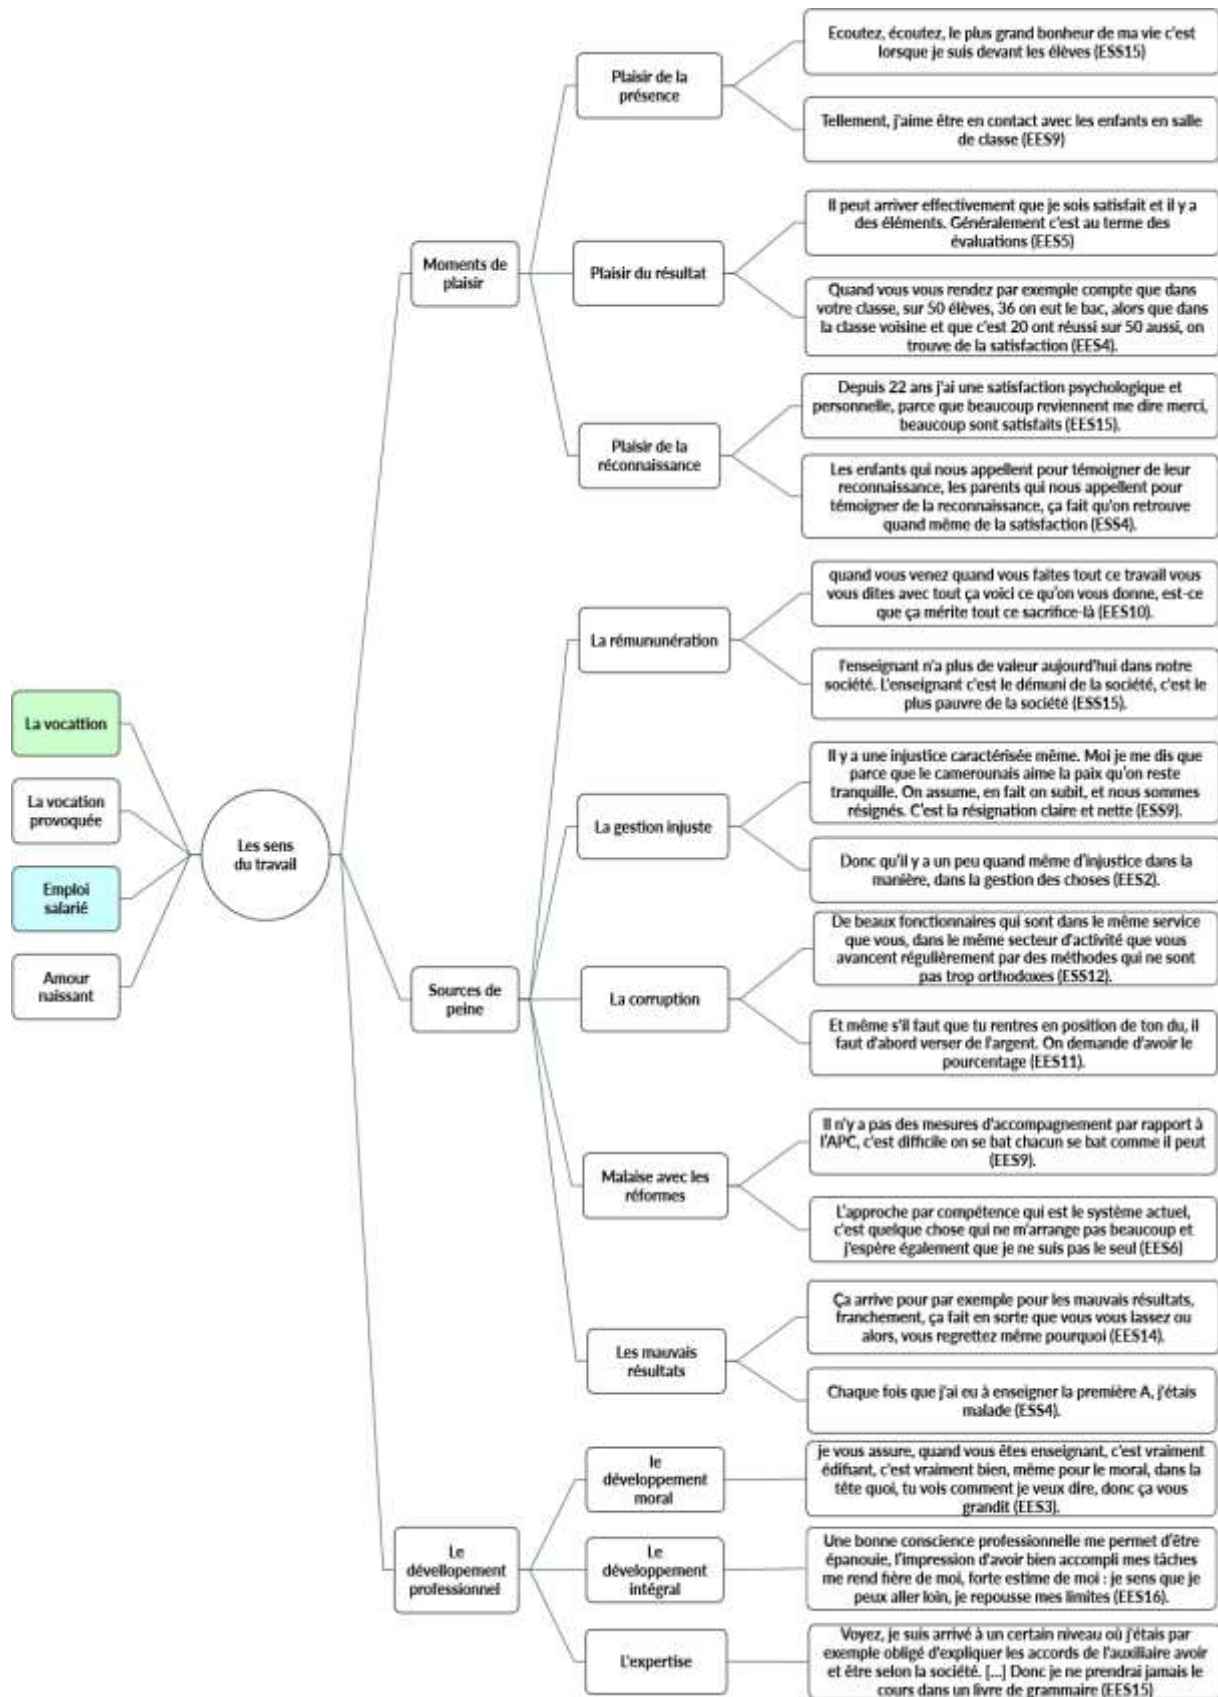 La vocattion
La vocation
provoquée
Emploi
salarié
Amour
naissant
Les sens
du travail
Moments de
plaisir
Plaisir de la
présence
Ecoutez, écoutez, le plus grand bonheur de ma vie c'est
lorsque je suis devant les élèves (ESS15)
Tellement, j'aime être en contact avec les enfants en salle
de classe (EES9)
Plaisir du résultat
Il peut arriver effectivement que je sois satisfait et il y a
des éléments. Généralement c'est au terme des
évaluations (EES5)
Quand vous vous rendez par exemple compte que dans
votre classe, sur 50 élèves, 36 on eut le bac, alors que dans
la classe voisine et que c'est 20 ont réussi sur 50 aussi, on
trouve de la satisfaction (EES4).
Plaisir de la
réconnaissance
Depuis 22 ans j'ai une satisfaction psychologique et
personnelle, parce que beaucoup reviennent me dire merci,
beaucoup sont satisfaits (EES15).
Les enfants qui nous appellent pour témoigner de leur
reconnaissance, les parents qui nous appellent pour
témoigner de la reconnaissance, ça fait qu'on retrouve
quand même de la satisfaction (ESS4).
Sources de
peine
La rémununération
quand vous venez quand vous faites tout ce travail vous
vous dites avec tout ça voici ce qu'on vous donne, est-ce
que ça mérite tout ce sacrifice-là (EES10).
l'enseignant n'a plus de valeur aujourd'hui dans notre
société. L'enseignant c'est le démuni de la société, c'est le
plus pauvre de la société (ESS15).
La gestion injuste
Il y a une injustice caractérisée même. Moi je me dis que
parce que le camerounais aime la paix qu'on reste
tranquille. On assume, en fait on subit, et nous sommes
résignés. C'est la résignation claire et nette (ESS9).
Donc qu'il y a un peu quand même d'injustice dans la
manière, dans la gestion des choses (EES2).
La corruption
De beaux fonctionnaires qui sont dans le même service
que vous, dans le même secteur d'activité que vous
avancent régulièrement par des méthodes qui ne sont
pas trop orthodoxes (ESS12).
Et même s'il faut que tu rentres en position de ton du, il
faut d'abord verser de l'argent. On demande d'avoir le
pourcentage (EES11).
Malaise avec les
réformes
Il n'y a pas des mesures d'accompagnement par rapport à
l'APC, c'est difficile on se bat chacun se bat comme il peut
(EES9).
L'approche par compétence qui est le système actuel,
c'est quelque chose qui ne m'arrange pas beaucoup et
j'espère également que je ne suis pas le seul (EES6)
Les mauvais
résultats
Ça arrive pour par exemple pour les mauvais résultats,
franchement, ça fait en sorte que vous vous lassez ou
alors, vous regrettez même pourquoi (EES14).
Chaque fois que j'ai eu à enseigner la première A, j'étais
malade (ESS4).
Le
dévellopement
professionnel
le
développement
moral
je vous assure, quand vous êtes enseignant, c'est vraiment
édifiant, c'est vraiment bien, même pour le moral, dans la
tête quoi, tu vois comment je veux dire, donc ça vous
grandit (EES3).
Le
développement
intégral
Une bonne conscience professionnelle me permet d'être
épanouie, l'impression d'avoir bien accompli mes tâches
me rend fière de moi, forte estime de moi : je sens que je
peux aller loin, je repousse mes limites (EES16).
L'expertise
Voyez, je suis arrivé à un certain niveau où j'étais par
exemple obligé d'expliquer les accords de l'auxiliaire avoir
et être selon la société. [...] Donc je ne prendrai jamais le
cours dans un livre de grammaire (EES15)